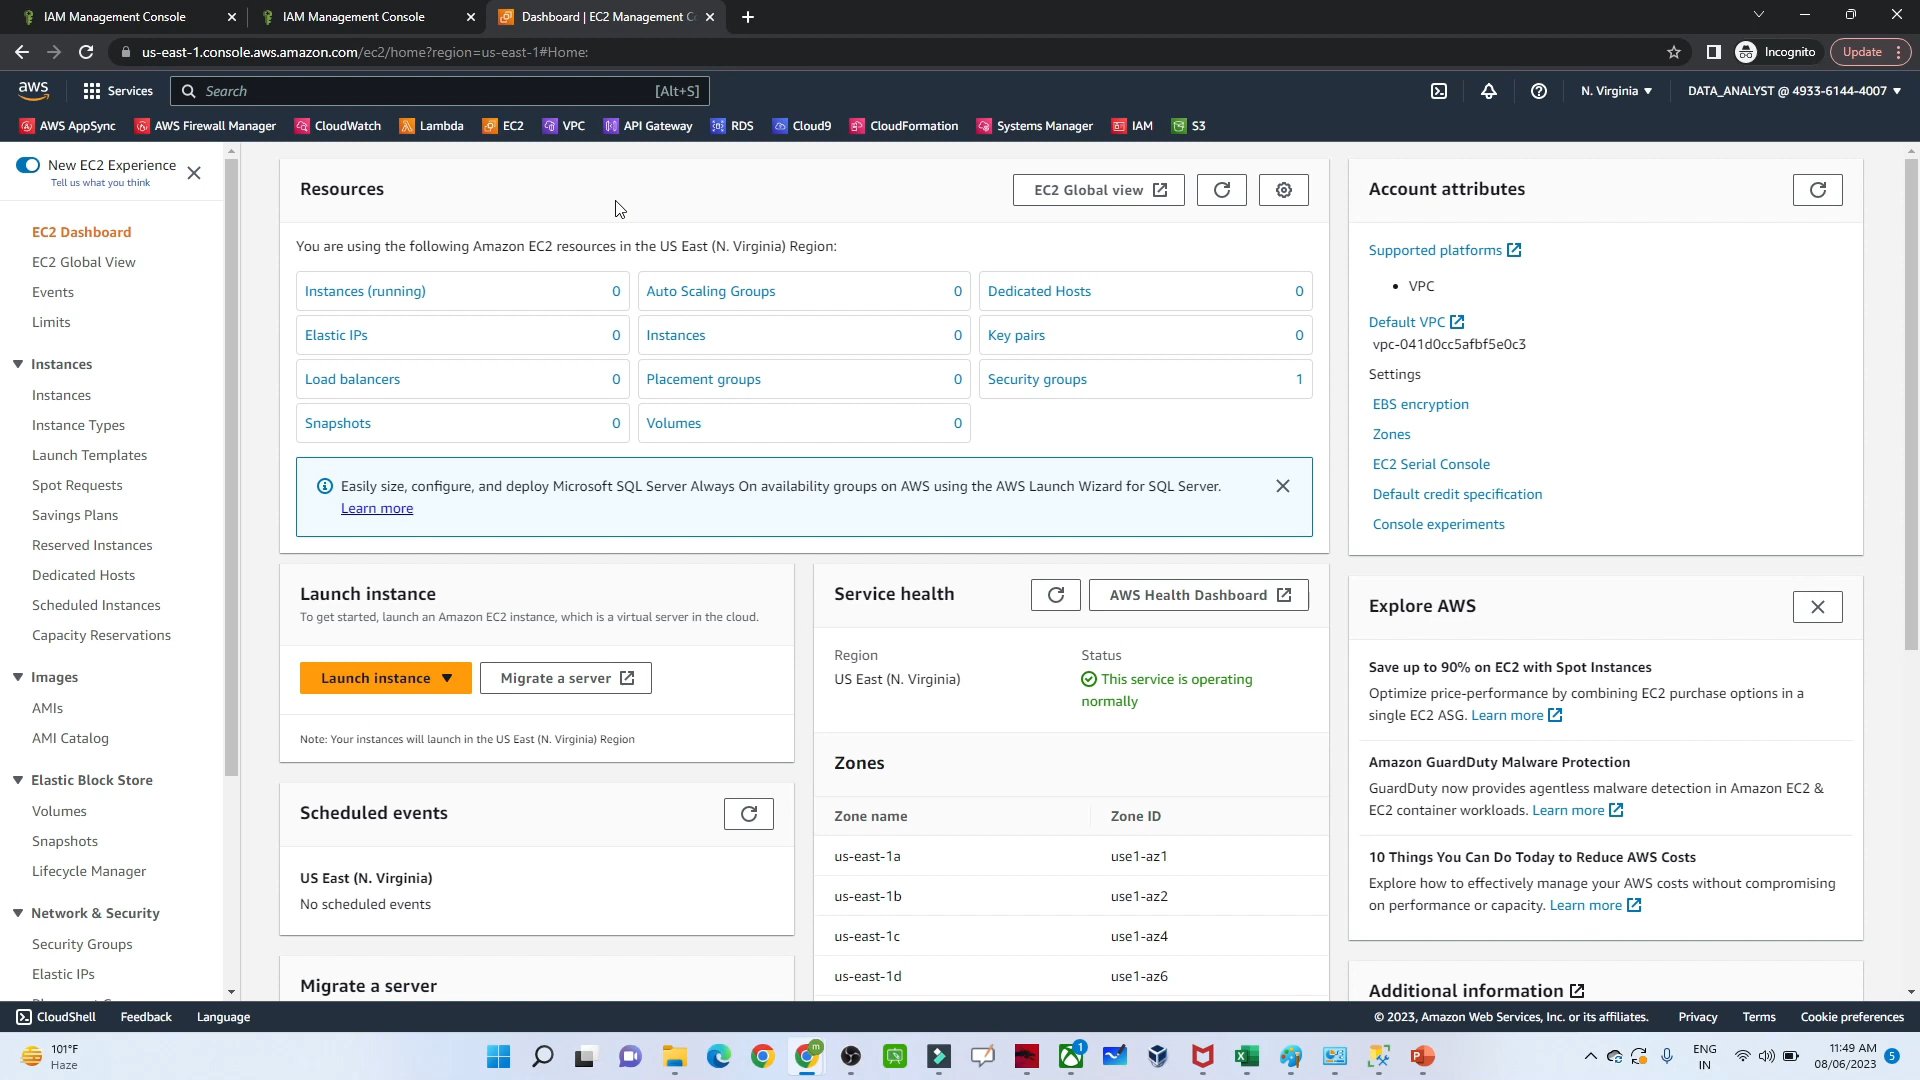 IAM Management Console
IAM Management Console
Dashboard | EC2 Management C
us-east-1.console.aws.amazon.com/ec2/home?region=us-east-1#Home:
Incognito
Update
aws
Services
Search
[Alt+S]
N. Virginia
DATA_ANALYST @ 4933-6144-4007
AWS AppSync
AWS Firewall Manager
CloudWatch
Lambda
EC2
VPC
API Gateway
RDS
Cloud9
CloudFormation
Systems Manager
IAM
S3
New EC2 Experience
Tell us what you think
EC2 Dashboard
EC2 Global View
Events
Limits
Instances
Instances
Instance Types
Launch Templates
Spot Requests
Savings Plans
Reserved Instances
Dedicated Hosts
Scheduled Instances
Capacity Reservations
Images
AMIs
AMI Catalog
Elastic Block Store
Volumes
Snapshots
Lifecycle Manager
Network & Security
Security Groups
Elastic IPs
Resources
EC2 Global view
You are using the following Amazon EC2 resources in the US East (N. Virginia) Region:
Instances (running) 0
Auto Scaling Groups 0
Dedicated Hosts 0
Elastic IPs 0
Instances 0
Key pairs 0
Load balancers 0
Placement groups 0
Security groups 1
Snapshots 0
Volumes 0
Easily size, configure, and deploy Microsoft SQL Server Always On availability groups on AWS using the AWS Launch Wizard for SQL Server.
Learn more
Launch instance
To get started, launch an Amazon EC2 instance, which is a virtual server in the cloud.
Launch instance
Migrate a server
Note: Your instances will launch in the US East (N. Virginia) Region
Scheduled events
US East (N. Virginia)
No scheduled events
Migrate a server
Service health
AWS Health Dashboard
Region
US East (N. Virginia)
Status
This service is operating
normally
Zones
Zone name
Zone ID
us-east-1a
use1-az1
us-east-1b
use1-az2
us-east-1c
use1-az4
us-east-1d
use1-az6
Account attributes
Supported platforms
VPC
Default VPC
vpc-041d0cc5afbf5e0c3
Settings
EBS encryption
Zones
EC2 Serial Console
Default credit specification
Console experiments
Explore AWS
Save up to 90% on EC2 with Spot Instances
Optimize price-performance by combining EC2 purchase options in a
single EC2 ASG. Learn more
Amazon GuardDuty Malware Protection
GuardDuty now provides agentless malware detection in Amazon EC2 &
EC2 container workloads. Learn more
10 Things You Can Do Today to Reduce AWS Costs
Explore how to effectively manage your AWS costs without compromising
on performance or capacity. Learn more
Additional information
CloudShell
Feedback
Language
© 2023, Amazon Web Services, Inc. or its affiliates.
Privacy
Terms
Cookie preferences
101°F
Haze
ENG
IN
11:49 AM
08/06/2023
5